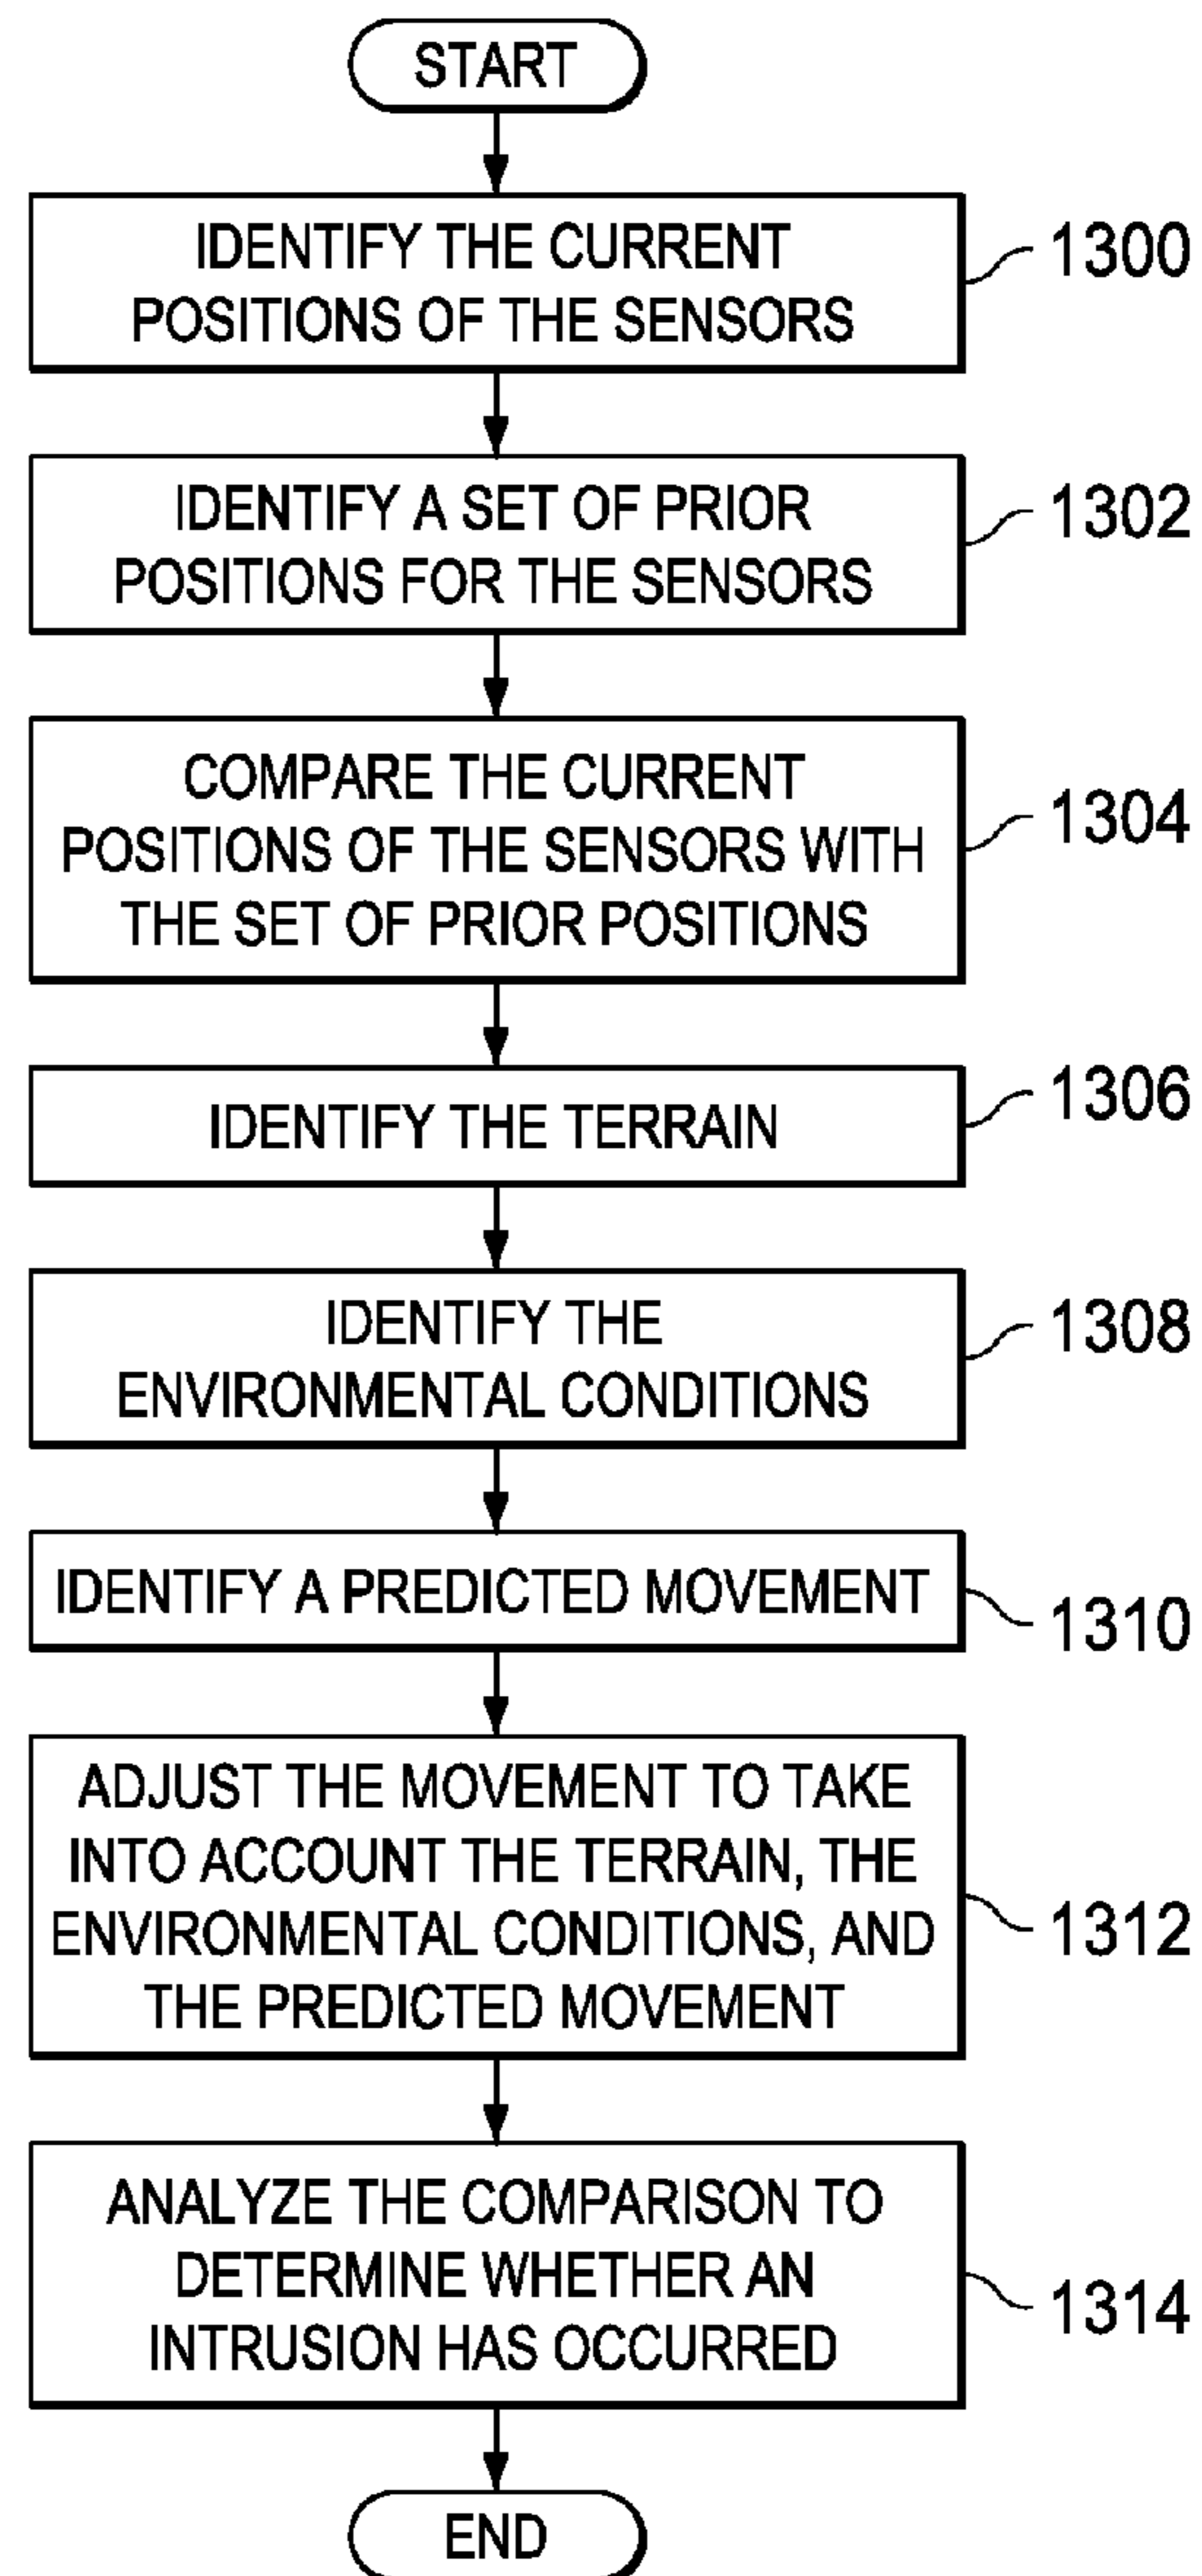 START
IDENTIFY THE CURRENT
POSITIONS OF THE SENSORS
1300
IDENTIFY A SET OF PRIOR
POSITIONS FOR THE SENSORS
1302
COMPARE THE CURRENT
POSITIONS OF THE SENSORS WITH
THE SET OF PRIOR POSITIONS
1304
IDENTIFY THE TERRAIN
1306
IDENTIFY THE
ENVIRONMENTAL CONDITIONS
1308
IDENTIFY A PREDICTED MOVEMENT
1310
ADJUST THE MOVEMENT TO TAKE
INTO ACCOUNT THE TERRAIN, THE
ENVIRONMENTAL CONDITIONS, AND
THE PREDICTED MOVEMENT
1312
ANALYZE THE COMPARISON TO
DETERMINE WHETHER AN
INTRUSION HAS OCCURRED
1314
END